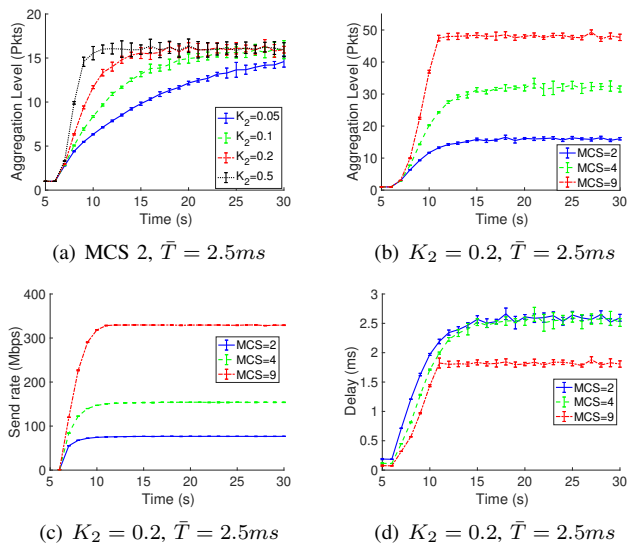 Aggregation Level (Pkts)
20
15
10
5
0
K₂=0.05
K₂=0.1
K₂=0.2
K₂=0.5
5 10 15 20 25 30
Time (s)
(a) MCS 2, T̄ = 2.5ms
Aggregation Level (Pkts)
50
40
30
20
10
0
MCS=2
MCS=4
MCS=9
5 10 15 20 25 30
Time (s)
(b) K₂ = 0.2, T̄ = 2.5ms
Send rate (Mbps)
400
300
200
100
0
MCS=2
MCS=4
MCS=9
5 10 15 20 25 30
Time (s)
(c) K₂ = 0.2, T̄ = 2.5ms
Delay (ms)
3
2.5
2
1.5
1
0.5
0
MCS=2
MCS=4
MCS=9
5 10 15 20 25 30
Time (s)
(d) K₂ = 0.2, T̄ = 2.5ms